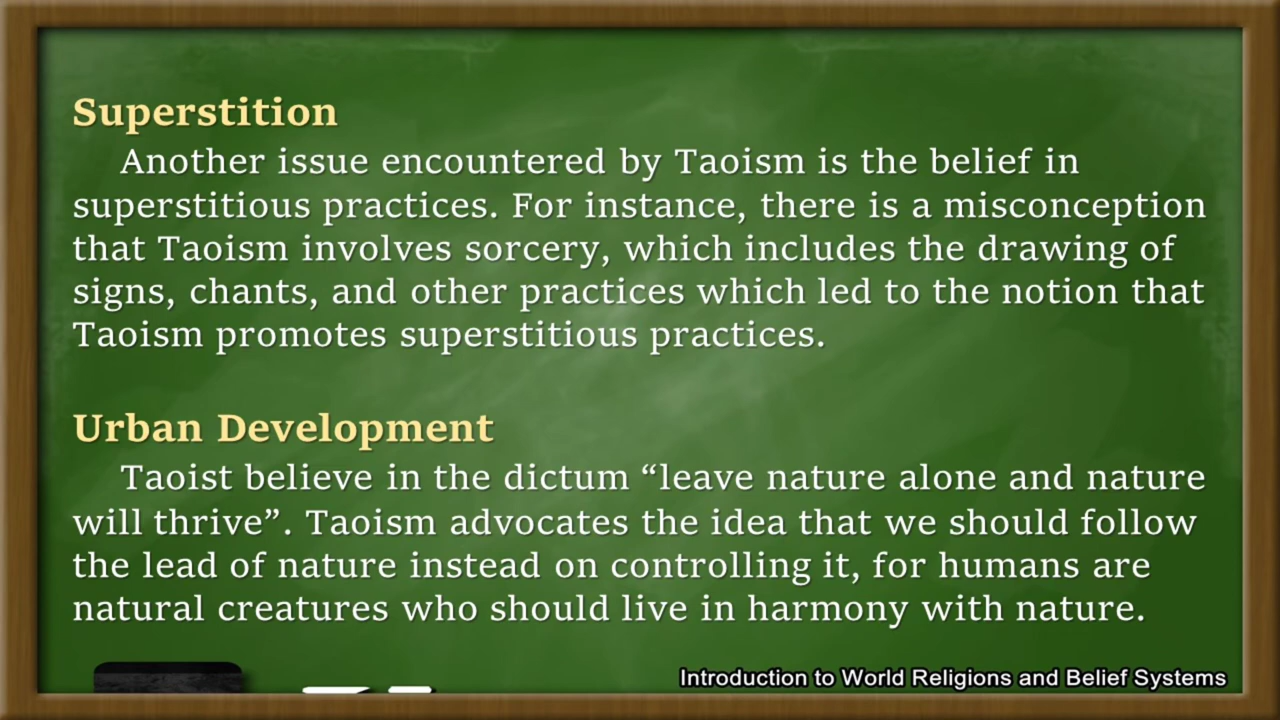 Superstition
Another issue encountered by Taoism is the belief in
superstitious practices. For instance, there is a misconception
that Taoism involves sorcery, which includes the drawing of
signs, chants, and other practices which led to the notion that
Taoism promotes superstitious practices.
Urban Development
Taoist believe in the dictum “leave nature alone and nature
will thrive”. Taoism advocates the idea that we should follow
the lead of nature instead on controlling it, for humans are
natural creatures who should live in harmony with nature.
Introduction to World Religions and Belief Systems